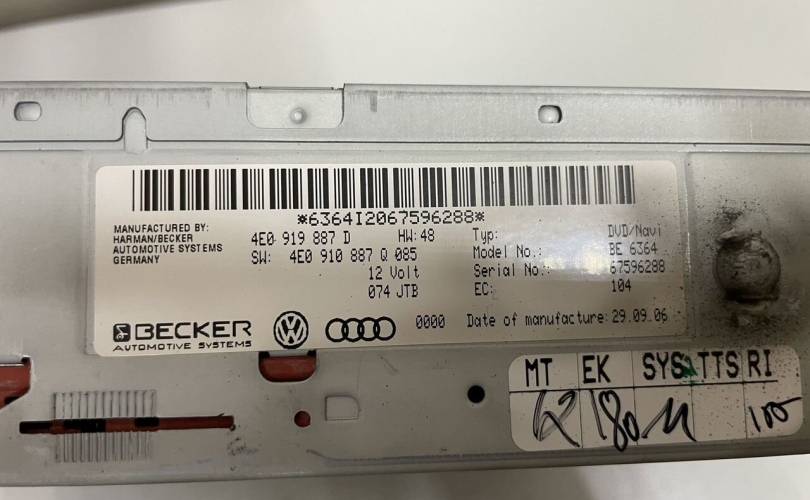 *6364I2067596288*
MANUFACTURED BY:
HARMAN/BECKER
AUTOMOTIVE SYSTEMS
GERMANY
4E0 919 887 D HW:48
SW: 4E0 910 887 Q 085
12 Volt
074 JTB
Typ: DVD/Navi
Model No.: BE 6364
Serial No.: 67596288
EC: 104
BECKER
AUTOMOTIVE SYSTEMS
0000 Date of manufacture: 29.09.06
MT EK SYS TTS RI
180 100